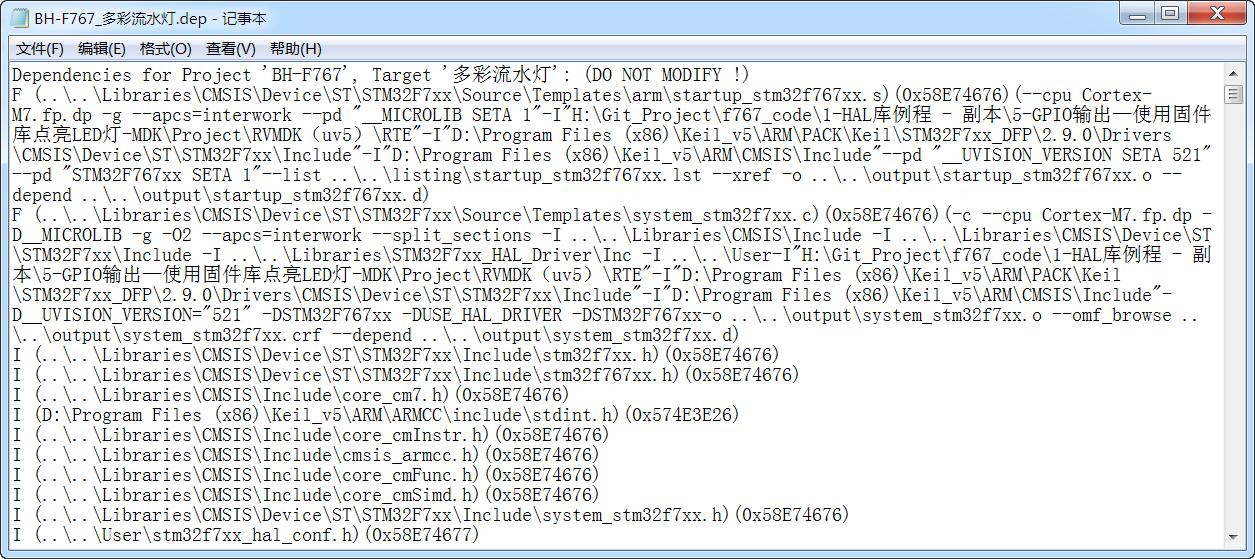 BH-F767_多彩流水灯.dep - 记事本
文件(F) 编辑(E) 格式(O) 查看(V) 帮助(H)
Dependencies for Project 'BH-F767', Target '多彩流水灯': (DO NOT MODIFY !)
F (..\..\Libraries\CMSIS\Device\ST\STM32F7xx\Source\Templates\arm\startup_stm32f767xx.s)(0x58E74676)(--cpu Cortex-
M7.fp.dp -g --apcs=interwork --pd "__MICROLIB SETA 1"-I"H:\Git_Project\f767_code\1-HAL库例程 - 副本\5-GPIO输出—使用固件
库点亮LED灯-MDK\Project\RVMDK（uv5）\RTE"-I"D:\Program Files (x86)\Keil_v5\ARM\PACK\Keil\STM32F7xx_DFP\2.9.0\Drivers
\CMSIS\Device\ST\STM32F7xx\Include"-I"D:\Program Files (x86)\Keil_v5\ARM\CMSIS\Include"--pd "__UVISION_VERSION SETA 521"
--pd "STM32F767xx SETA 1"--list ..\..\listing\startup_stm32f767xx.lst --xref -o ..\..\output\startup_stm32f767xx.o --
depend ..\..\output\startup_stm32f767xx.d)
F (..\..\Libraries\CMSIS\Device\ST\STM32F7xx\Source\Templates\system_stm32f7xx.c)(0x58E74676)(-c --cpu Cortex-M7.fp.dp -
D__MICROLIB -g -O2 --apcs=interwork --split_sections -I ..\..\Libraries\CMSIS\Include -I ..\..\Libraries\CMSIS\Device\ST
\STM32F7xx\Include -I ..\..\Libraries\STM32F7xx_HAL_Driver\Inc -I ..\..\User-I"H:\Git_Project\f767_code\1-HAL库例程 - 副
本\5-GPIO输出—使用固件库点亮LED灯-MDK\Project\RVMDK（uv5）\RTE"-I"D:\Program Files (x86)\Keil_v5\ARM\PACK\Keil
\STM32F7xx_DFP\2.9.0\Drivers\CMSIS\Device\ST\STM32F7xx\Include"-I"D:\Program Files (x86)\Keil_v5\ARM\CMSIS\Include"-
D__UVISION_VERSION="521" -DSTM32F767xx -DUSE_HAL_DRIVER -DSTM32F767xx-o ..\..\output\system_stm32f7xx.o --omf_browse ..
\..\output\system_stm32f7xx.crf --depend ..\..\output\system_stm32f7xx.d)
I (..\..\Libraries\CMSIS\Device\ST\STM32F7xx\Include\stm32f7xx.h)(0x58E74676)
I (..\..\Libraries\CMSIS\Device\ST\STM32F7xx\Include\stm32f767xx.h)(0x58E74676)
I (..\..\Libraries\CMSIS\Include\core_cm7.h)(0x58E74676)
I (D:\Program Files (x86)\Keil_v5\ARM\ARMCC\include\stdint.h)(0x574E3E26)
I (..\..\Libraries\CMSIS\Include\core_cmInstr.h)(0x58E74676)
I (..\..\Libraries\CMSIS\Include\cmsis_armcc.h)(0x58E74676)
I (..\..\Libraries\CMSIS\Include\core_cmFunc.h)(0x58E74676)
I (..\..\Libraries\CMSIS\Include\core_cmSimd.h)(0x58E74676)
I (..\..\Libraries\CMSIS\Device\ST\STM32F7xx\Include\system_stm32f7xx.h)(0x58E74676)
I (..\..\User\stm32f7xx_hal_conf.h)(0x58E74677)